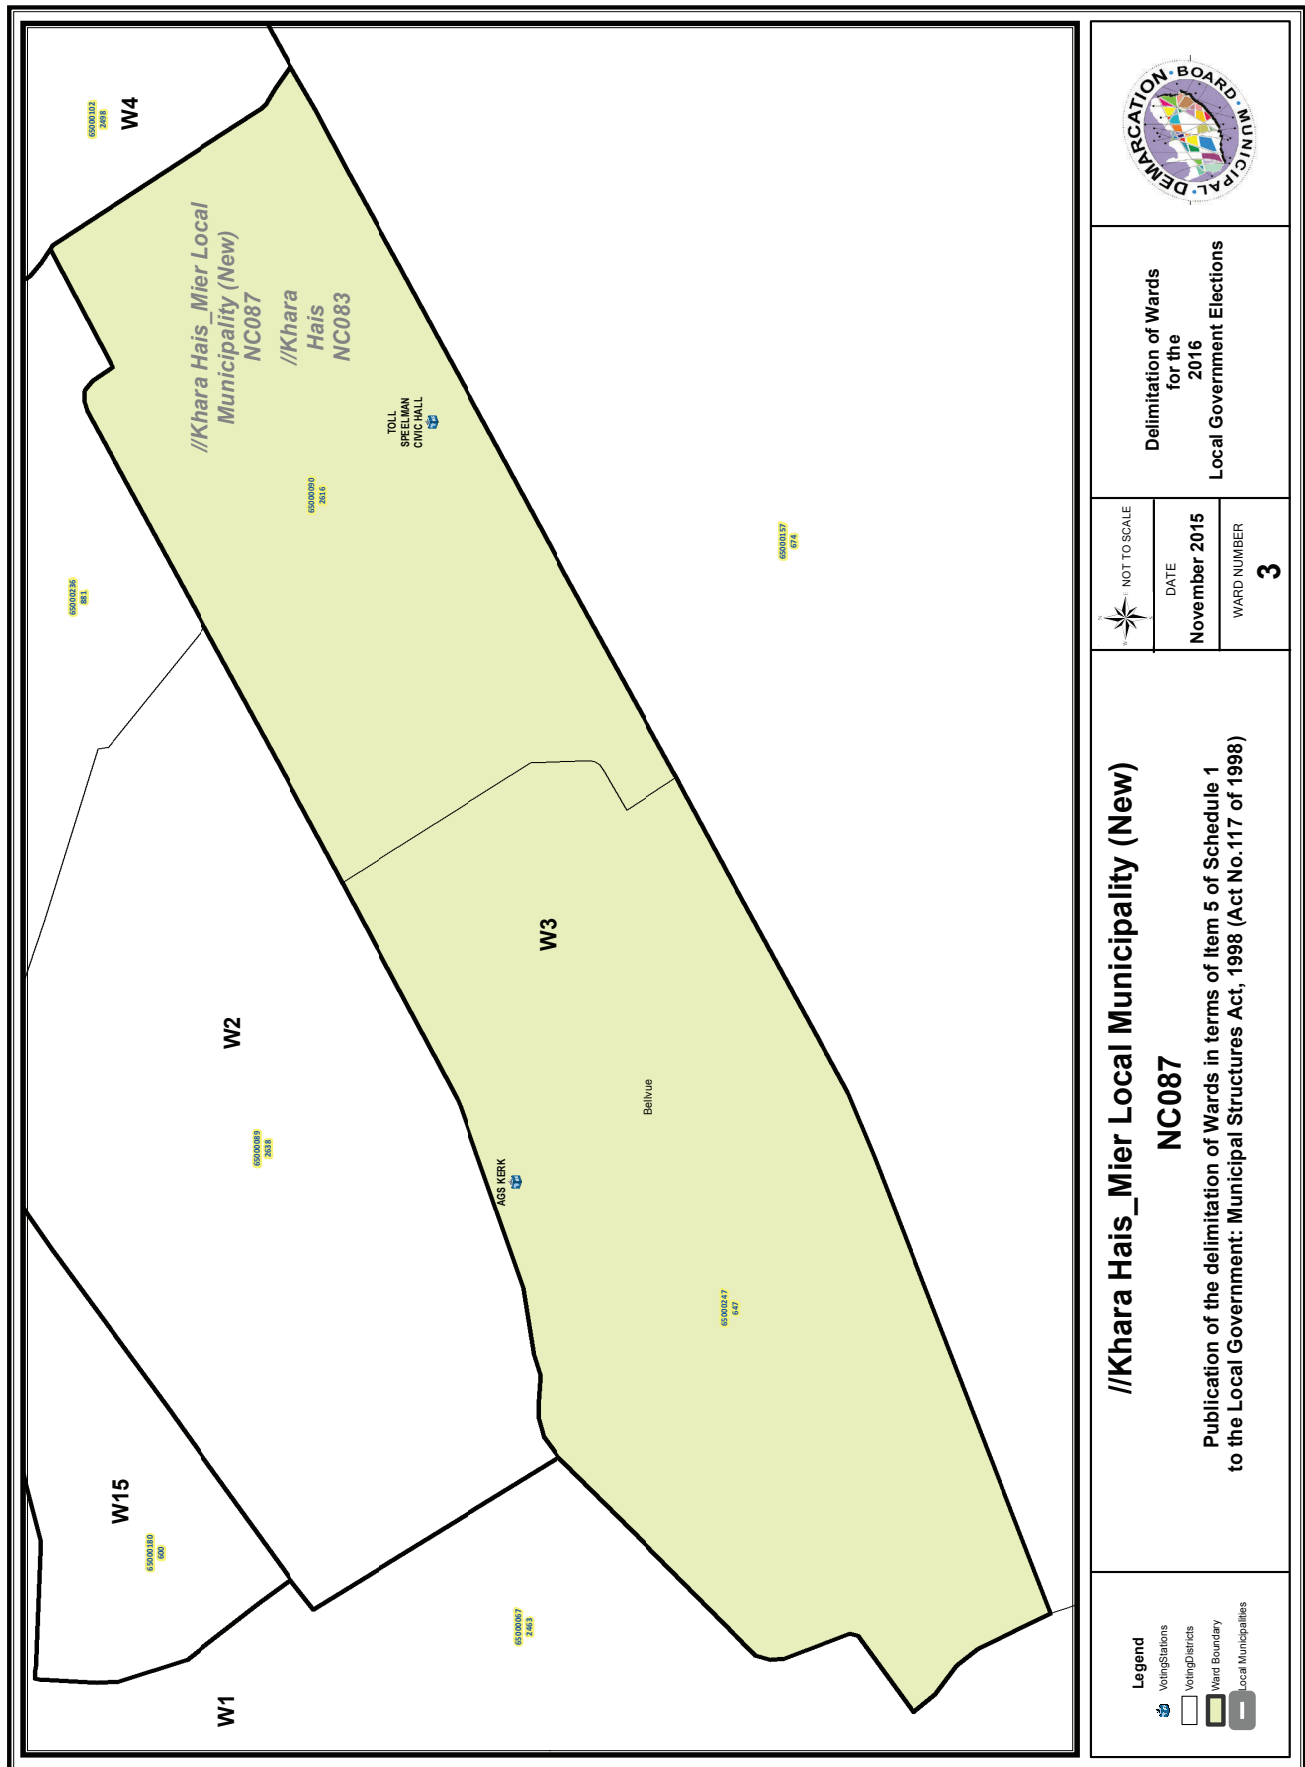 W4
65000102
2498
//Khara Hais_Mier Local
Municipality (New)
NC087
//Khara
Hais
NC083
TOLL
SPEELMAN
CIVIC HALL
65000090
2616
65000236
881
65000157
674
W3
W2
65000089
2638
Bellvue
AGS KERK
65000247
647
W15
65000180
600
65000067
2463
W1
Legend
VotingStations
VotingDistricts
Ward Boundary
Local Municipalities
//Khara Hais_Mier Local Municipality (New)
NC087
Publication of the delimitation of Wards in terms of Item 5 of Schedule 1
to the Local Government: Municipal Structures Act, 1998 (Act No.117 of 1998)
N
W
E
S
NOT TO SCALE
DATE
November 2015
WARD NUMBER
3
Delimitation of Wards
for the
2016
Local Government Elections
MUNICIPAL • DEMARCATION • BOARD •